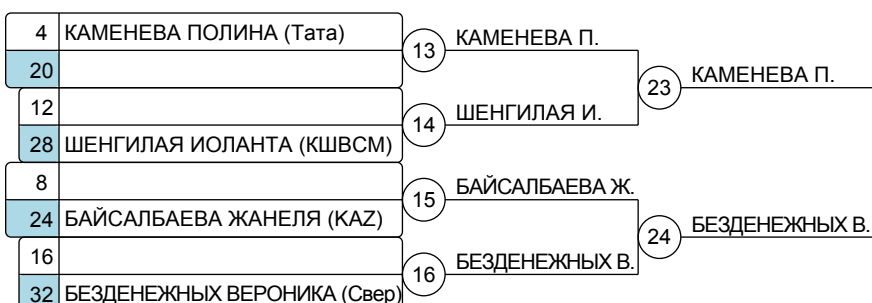 4 КАМЕНЕВА ПОЛИНА (Тата)
20
12
28 ШЕНГИЛАЯ ИОЛАНТА (КШВСМ)
8
24 БАЙСАЛБАЕВА ЖАНЕЛЯ (KAZ)
16
32 БЕЗДЕНЕЖНЫХ ВЕРОНИКА (Свер)
13 КАМЕНЕВА П.
14 ШЕНГИЛАЯ И.
15 БАЙСАЛБАЕВА Ж.
16 БЕЗДЕНЕЖНЫХ В.
23 КАМЕНЕВА П.
24 БЕЗДЕНЕЖНЫХ В.